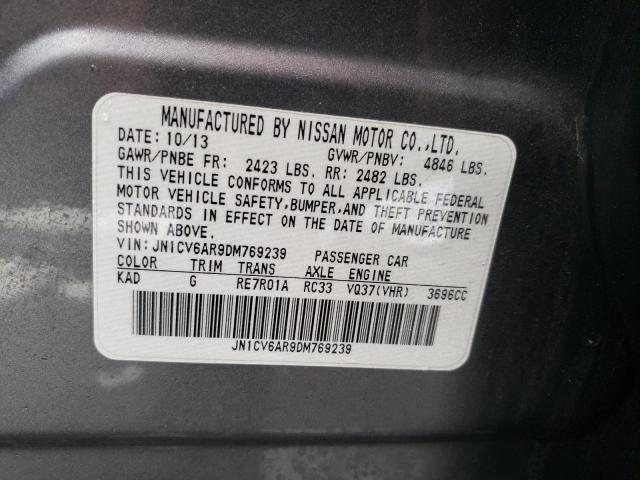 MANUFACTURED BY NISSAN MOTOR CO.,LTD.
DATE: 10/13 GVWR/PNBV: 4846 LBS.
GAWR/PNBE FR: 2423 LBS. RR: 2482 LBS.
THIS VEHICLE CONFORMS TO ALL APPLICABLE FEDERAL
MOTOR VEHICLE SAFETY,BUMPER,AND THEFT PREVENTION
STANDARDS IN EFFECT ON THE DATE OF MANUFACTURE
SHOWN ABOVE.
VIN: JN1CV6AR9DM769239 PASSENGER CAR
COLOR TRIM TRANS AXLE ENGINE
KAD G RE7R01A RC33 VQ37(VHR) 3696CC
JN1CV6AR9DM769239